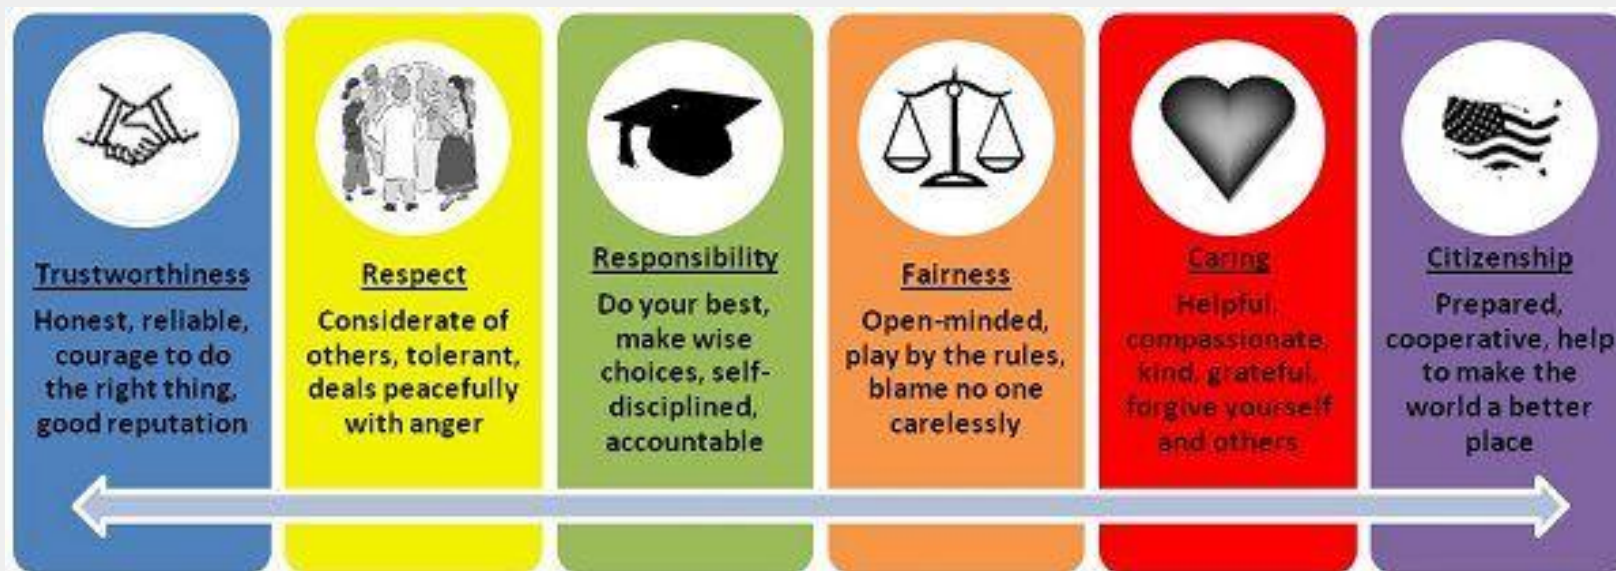 Trustworthiness
Honest, reliable,
courage to do
the right thing,
good reputation
Respect
Considerate of
others, tolerant,
deals peacefully
with anger
Responsibility
Do your best,
make wise
choices, self-
disciplined,
accountable
Fairness
Open-minded,
play by the rules,
blame no one
carelessly
Caring
Helpful,
compassionate,
kind, grateful,
forgive yourself
and others
Citizenship
Prepared,
cooperative, help
to make the
world a better
place